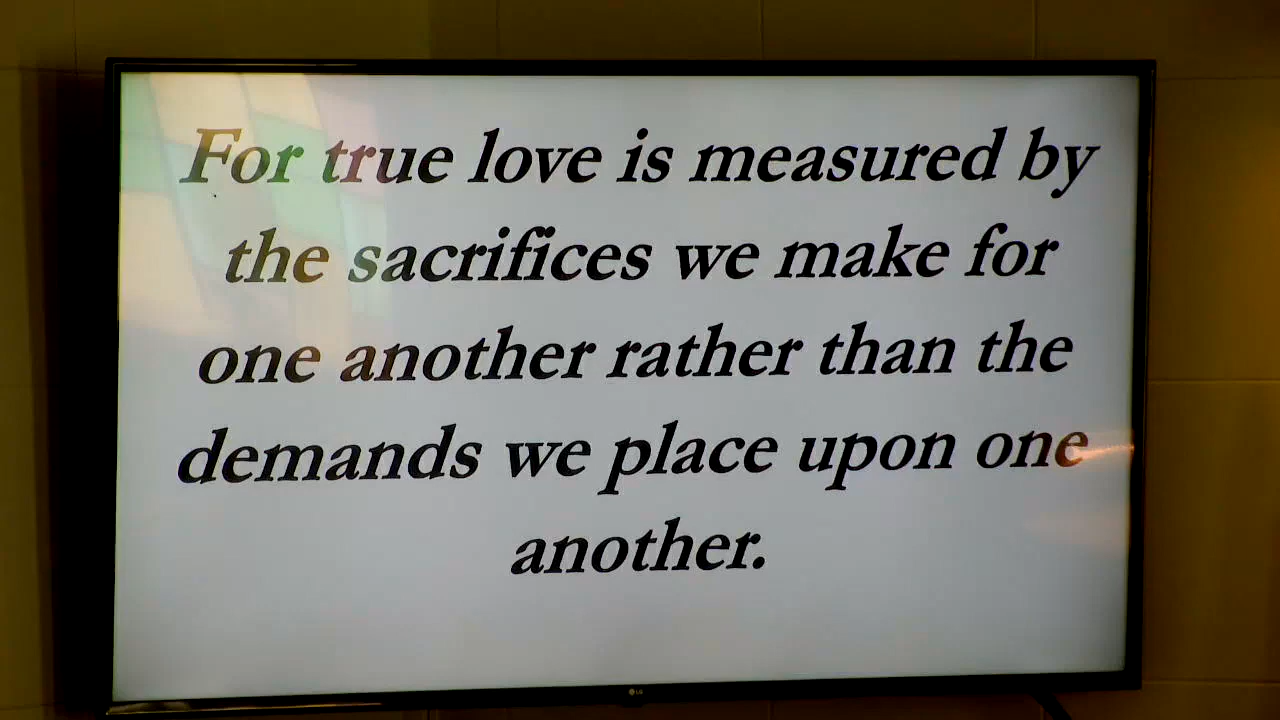 For true love is measured by
the sacrifices we make for
one another rather than the
demands we place upon one
another.
LG